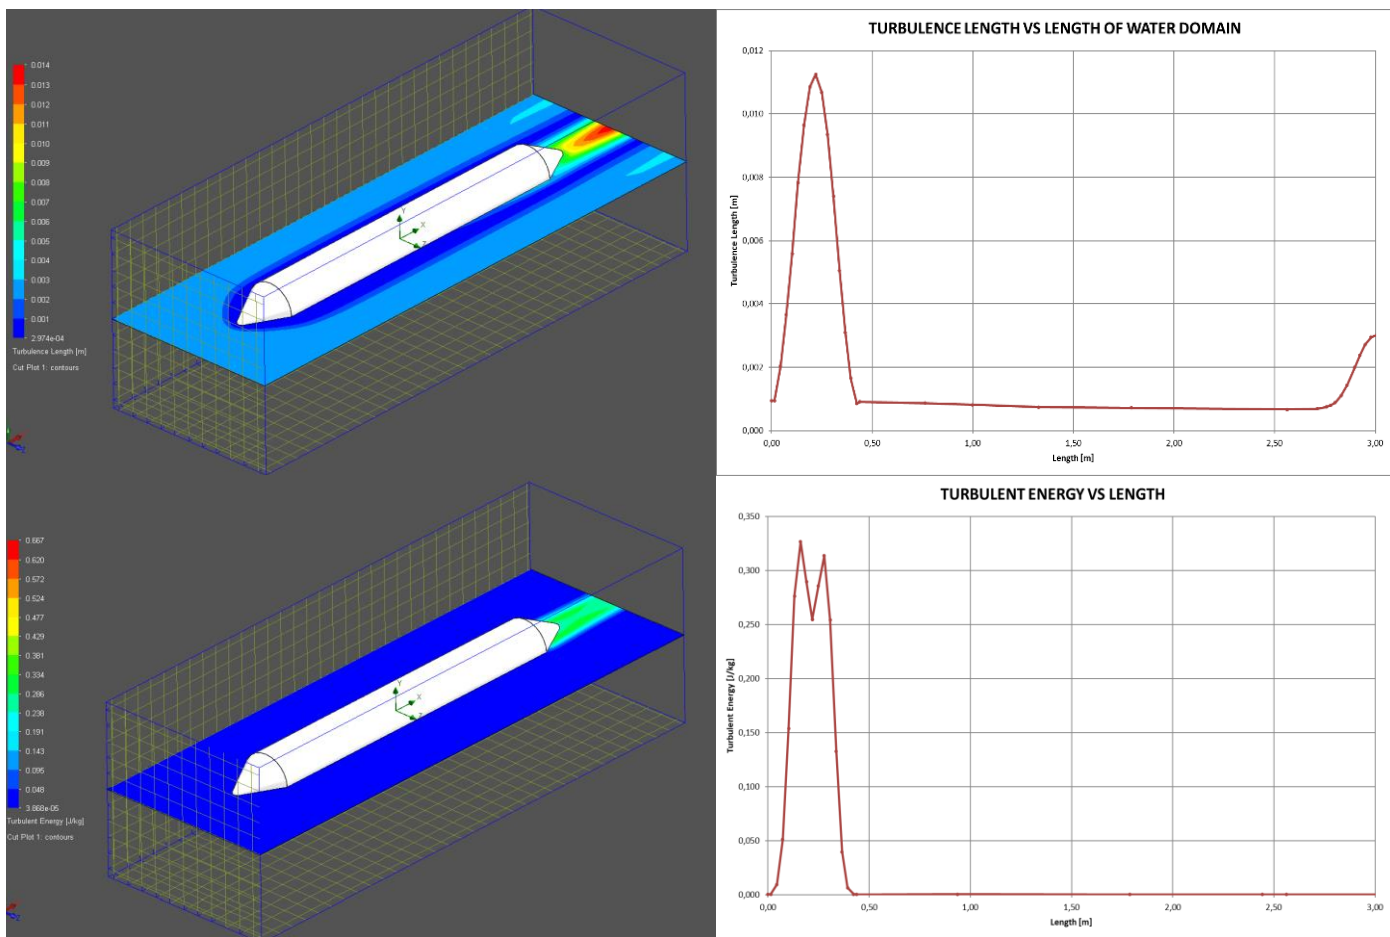 0.014
0.013
0.012
0.011
0.010
0.009
0.008
0.007
0.006
0.005
0.004
0.003
0.002
0.001
2.974e-04
Turbulence Length [m]
Cut Plot 1: contours
Y
X
Z
TURBULENCE LENGTH VS LENGTH OF WATER DOMAIN
Turbulence Length [m]
0,012
0,010
0,008
0,006
0,004
0,002
0,000
0,00 0,50 1,00 1,50 2,00 2,50 3,00
Length [m]
0.667
0.620
0.572
0.524
0.477
0.429
0.381
0.334
0.286
0.238
0.191
0.143
0.095
0.048
3.868e-05
Turbulent Energy [J/kg]
Cut Plot 1: contours
Y
X
Z
TURBULENT ENERGY VS LENGTH
Turbulent Energy [J/kg]
0,350
0,300
0,250
0,200
0,150
0,100
0,050
0,000
0,00 0,50 1,00 1,50 2,00 2,50 3,00
Length [m]